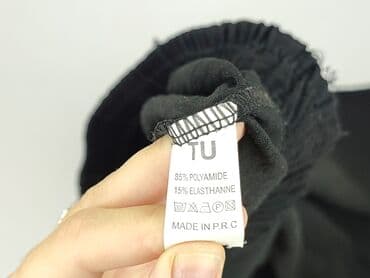 TU
85% POLYAMIDE
15% ELASTHANNE
MADE IN P.R.C